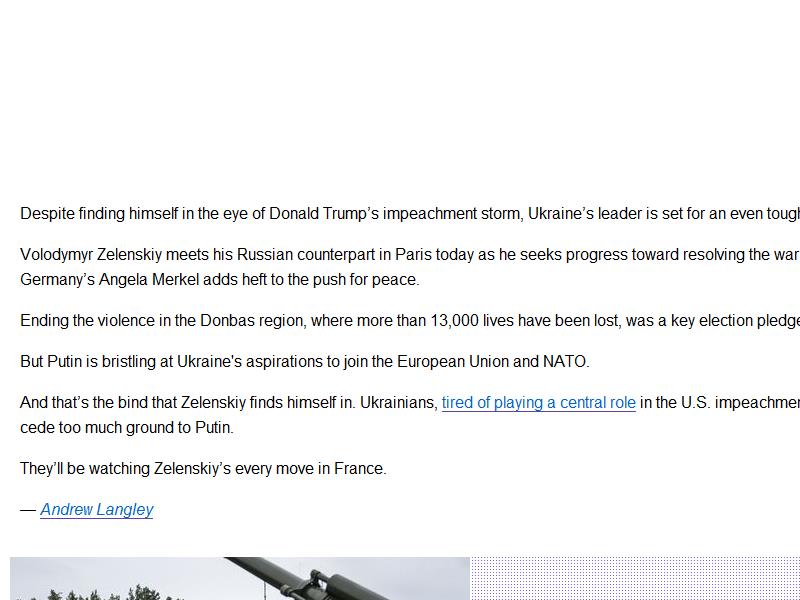 Despite finding himself in the eye of Donald Trump’s impeachment storm, Ukraine’s leader is set for an even
Volodymyr Zelenskiy meets his Russian counterpart in Paris today as he seeks progress toward resolving the war
Germany’s Angela Merkel adds heft to the push for peace.
Ending the violence in the Donbas region, where more than 13,000 lives have been lost, was a key election
But Putin is bristling at Ukraine's aspirations to join the European Union and NATO.
And that’s the bind that Zelenskiy finds himself in. Ukrainians, tired of playing a central role in the U.S.
cede too much ground to Putin.
They’ll be watching Zelenskiy’s every move in France.
— Andrew Langley